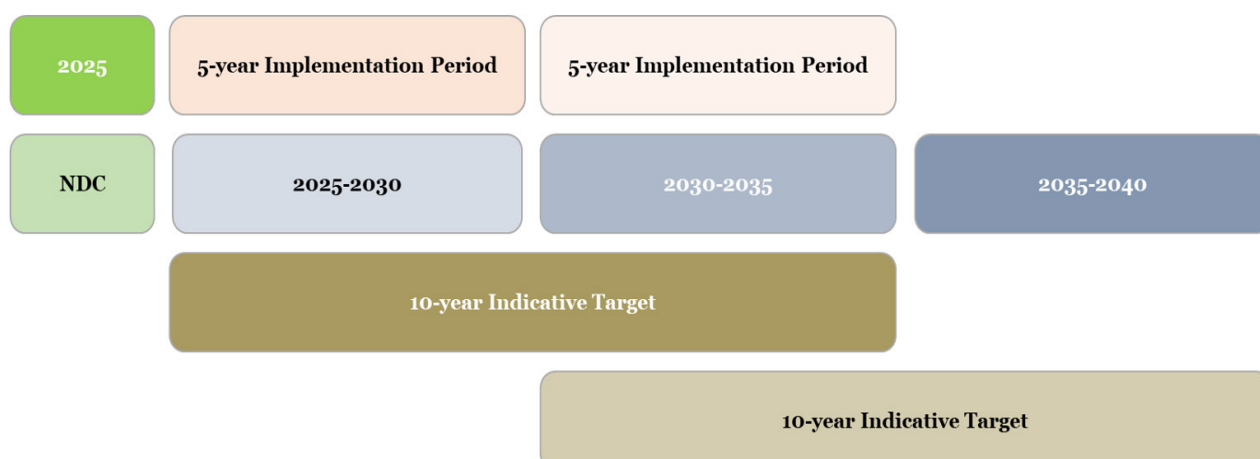 2025
5-year Implementation Period
5-year Implementation Period
NDC
2025-2030
2030-2035
2035-2040
10-year Indicative Target
10-year Indicative Target